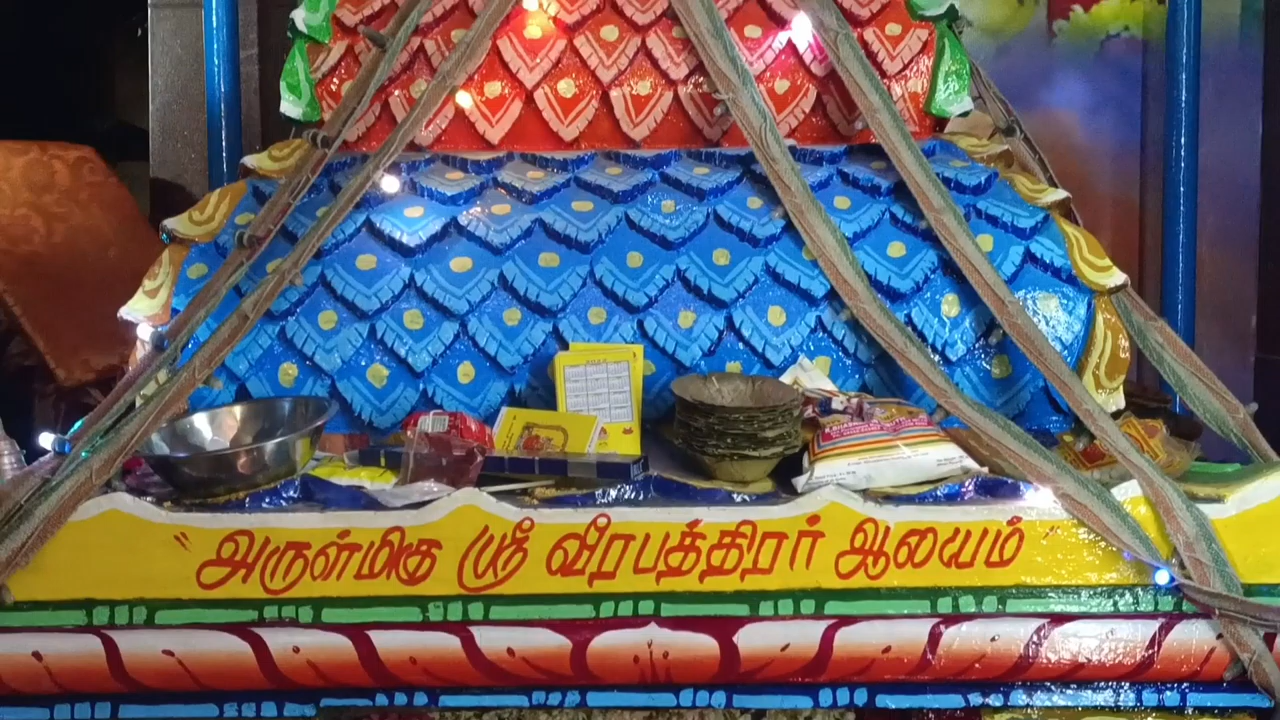 " அருள்மிகு ஸ்ரீ வீரபத்திரர் ஆலயம் "